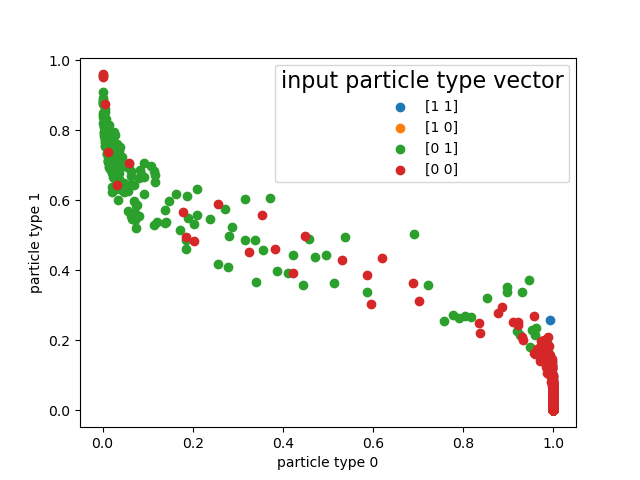 input particle type vector
[1 1]
[1 0]
[0 1]
[0 0]
particle type 1
1.0
0.8
0.6
0.4
0.2
0.0
0.0 0.2 0.4 0.6 0.8 1.0
particle type 0